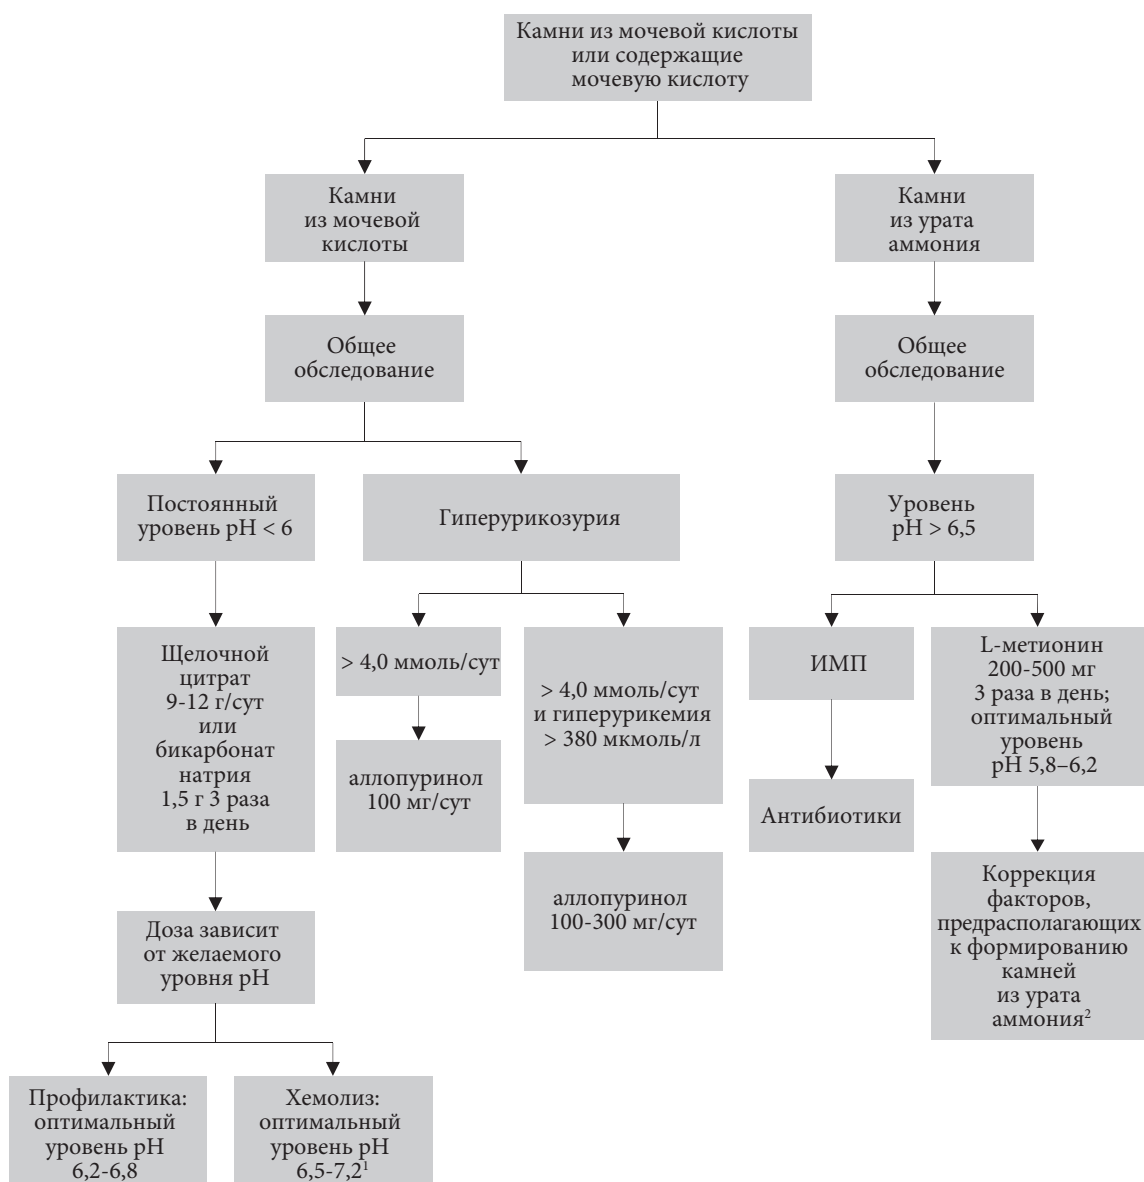 Камни из мочевой кислоты
или содержащие
мочевую кислоту
Камни
из мочевой
кислоты
Камни
из урата
аммония
Общее
обследование
Общее
обследование
Постоянный
уровень pH < 6
Гиперурикозурия
Уровень
pH > 6,5
Щелочной
цитрат
9-12 г/сут
или
бикарбонат
натрия
1,5 г 3 раза
в день
> 4,0 ммоль/сут
> 4,0 ммоль/сут
и гиперурикемия
> 380 мкмоль/л
ИМП
L-метионин
200-500 мг
3 раза в день;
оптимальный
уровень
pH 5,8–6,2
аллопуринол
100 мг/сут
Антибиотики
аллопуринол
100-300 мг/сут
Коррекция
факторов,
предрасполагающих
к формированию
камней
из урата
аммония²
Доза зависит
от желаемого
уровня pH
Профилактика:
оптимальный
уровень pH
6,2-6,8
Хемолиз:
оптимальный
уровень pH
6,5-7,2¹